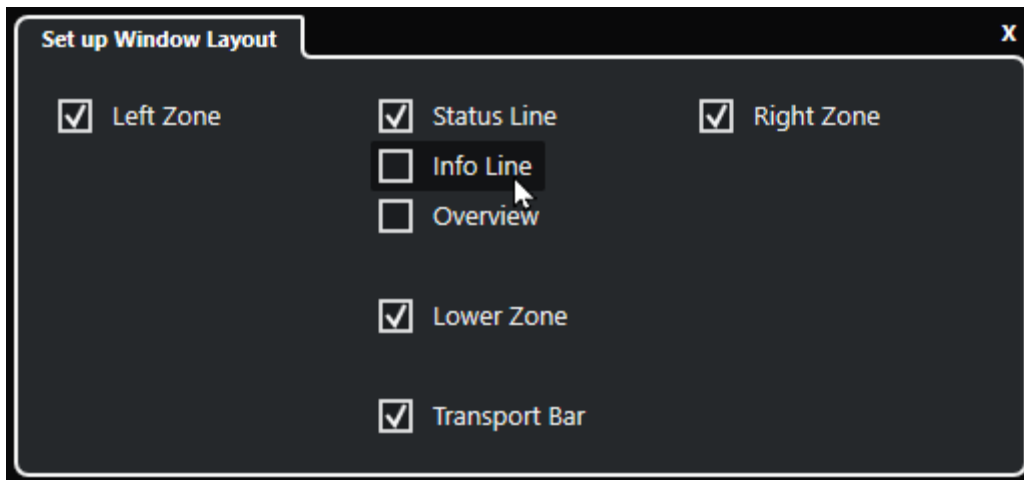 Set up Window Layout x
Left Zone Status Line Right Zone
Info Line
Overview
Lower Zone
Transport Bar